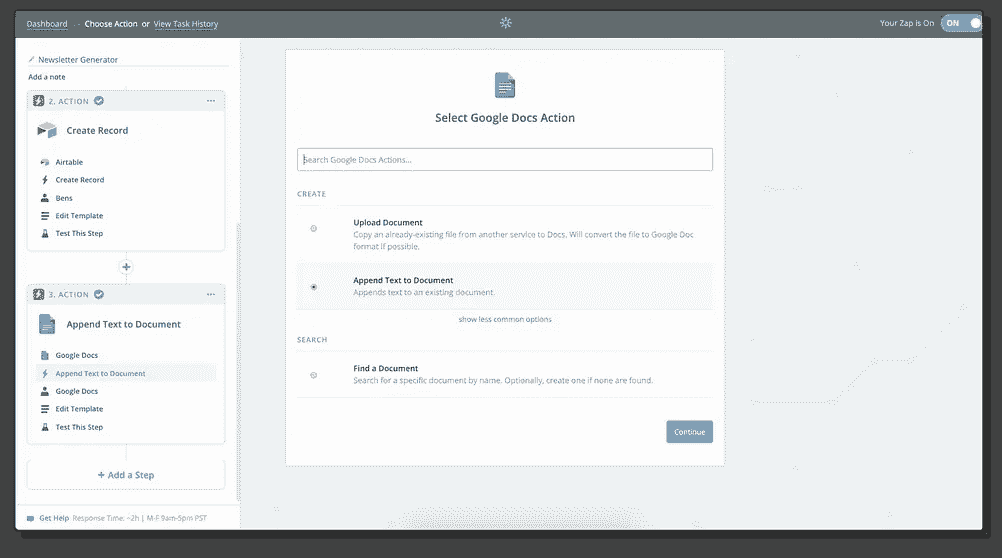 Dashboard - Choose Action or View Task History
Your Zap is On ON
Newsletter Generator
Add a note
2. ACTION
Create Record
Airtable
Create Record
Bens
Edit Template
Test This Step
3. ACTION
Append Text to Document
Google Docs
Append Text to Document
Google Docs
Edit Template
Test This Step
+ Add a Step
Get Help Response Time: ~2h | M-F 9am-5pm PST
Select Google Docs Action
Search Google Docs Actions...
CREATE
Upload Document
Copy an already-existing file from another service to Docs. Will convert the file to Google Doc
format if possible.
Append Text to Document
Appends text to an existing document.
show less common options
SEARCH
Find a Document
Search for a specific document by name. Optionally, create one if none are found.
Continue